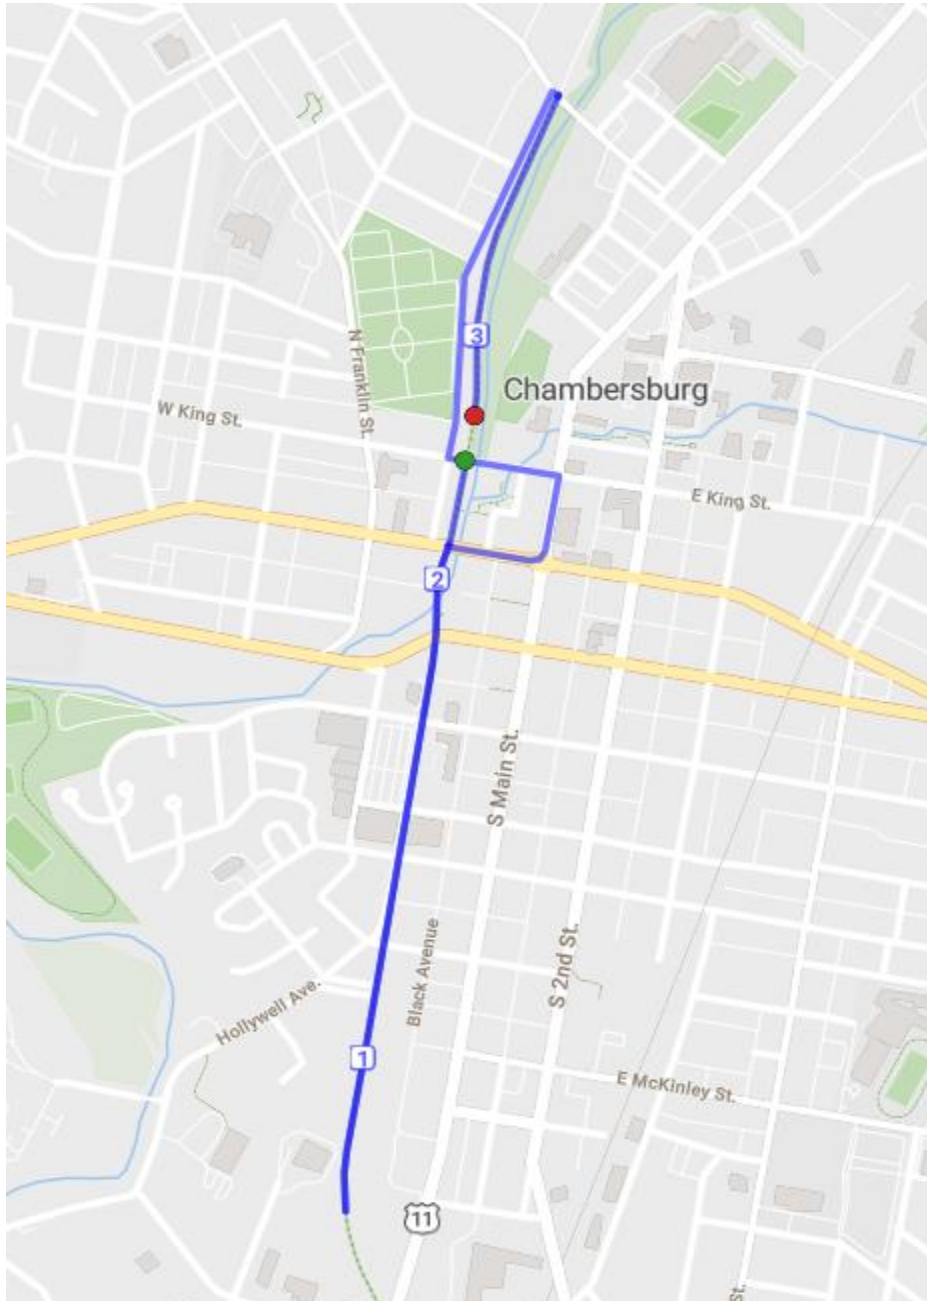 3
Chambersburg
N Franklin St.
W King St.
E King St.
2
S Main St.
Black Avenue
S 2nd St.
Hollywell Ave.
1
E McKinley St.
11
St.